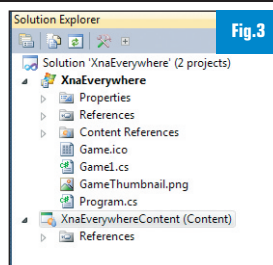 Solution Explorer
Fig.3
Solution 'XnaEverywhere' (2 projects)
XnaEverywhere
Properties
References
Content References
Game.ico
Game1.cs
GameThumbnail.png
Program.cs
XnaEverywhereContent (Content)
References